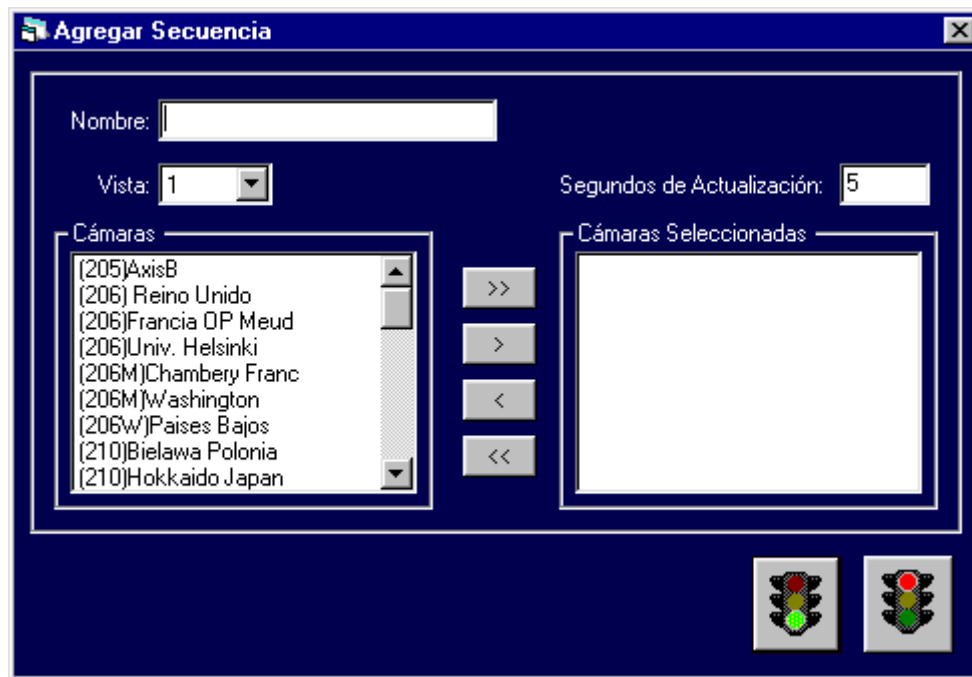 Agregar Secuencia
Nombre:
Vista: 1
Segundos de Actualización: 5
Cámaras
(205)AxisB
(206) Reino Unido
(206)Francia OP Meud
(206)Univ. Helsinki
(206M)Chambery Franc
(206M)Washington
(206W)Paises Bajos
(210)Bielawa Polonia
(210)Hokkaido Japan
>>
>
<
<<
Cámaras Seleccionadas